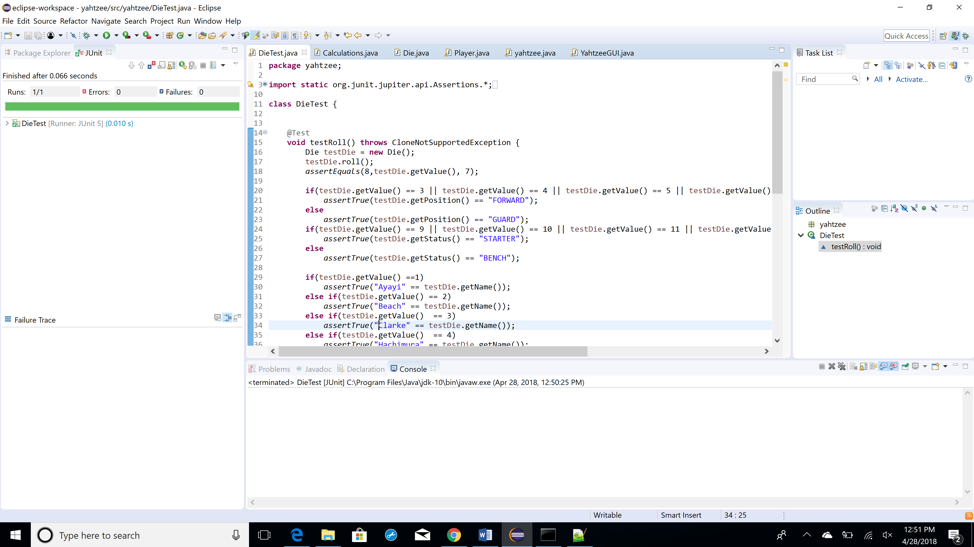 eclipse-workspace - yahtzee/src/yahtzee/DieTest.java - Eclipse
File Edit Source Refactor Navigate Search Project Run Window Help
Quick Access
Package Explorer JUnit
Finished after 0.066 seconds
Runs: 1/1 Errors: 0 Failures: 0
DieTest [Runner: JUnit 5] (0.010 s)
Failure Trace
DieTest.java Calculations.java Die.java Player.java yahtzee.java YahtzeeGUI.java
1 package yahtzee;
2
3 import static org.junit.jupiter.api.Assertions.*;
10
11 class DieTest {
12
13
14 @Test
15 void testRoll() throws CloneNotSupportedException {
16 Die testDie = new Die();
17 testDie.roll();
18 assertEquals(8,testDie.getValue(), 7);
19
20 if(testDie.getValue() == 3 || testDie.getValue() == 4 || testDie.getValue() == 5 || testDie.getValue()
21 assertTrue(testDie.getPosition() == "FORWARD");
22 else
23 assertTrue(testDie.getPosition() == "GUARD");
24 if(testDie.getValue() == 9 || testDie.getValue() == 10 || testDie.getValue() == 11 || testDie.getValue
25 assertTrue(testDie.getStatus() == "STARTER");
26 else
27 assertTrue(testDie.getStatus() == "BENCH");
28
29 if(testDie.getValue() ==1)
30 assertTrue("Ayayi" == testDie.getName());
31 else if(testDie.getValue() == 2)
32 assertTrue("Beach" == testDie.getName());
33 else if(testDie.getValue() == 3)
34 assertTrue("Clarke" == testDie.getName());
35 else if(testDie.getValue() == 4)
36 assertTrue("Hachimura" == testDie.getName());
Task List
Find All Activate...
Outline
yahtzee
DieTest
testRoll() : void
Problems Javadoc Declaration Console
<terminated> DieTest [JUnit] C:\Program Files\Java\jdk-10\bin\javaw.exe (Apr 28, 2018, 12:50:25 PM)
Writable Smart Insert 34 : 25
Type here to search
12:51 PM
4/28/2018
2